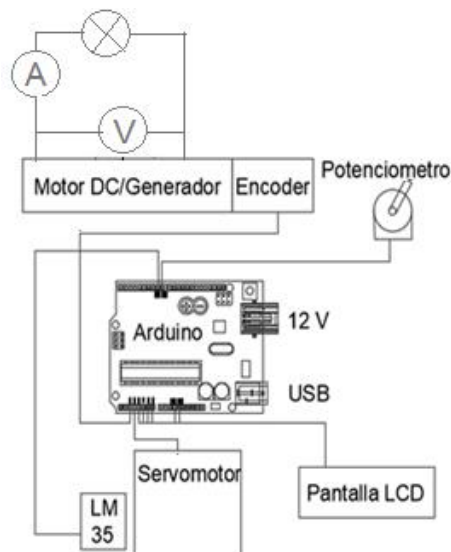 A
V
Motor DC/Generador
Encoder
Potenciometro
Arduino
12 V
USB
Servomotor
Pantalla LCD
LM
35